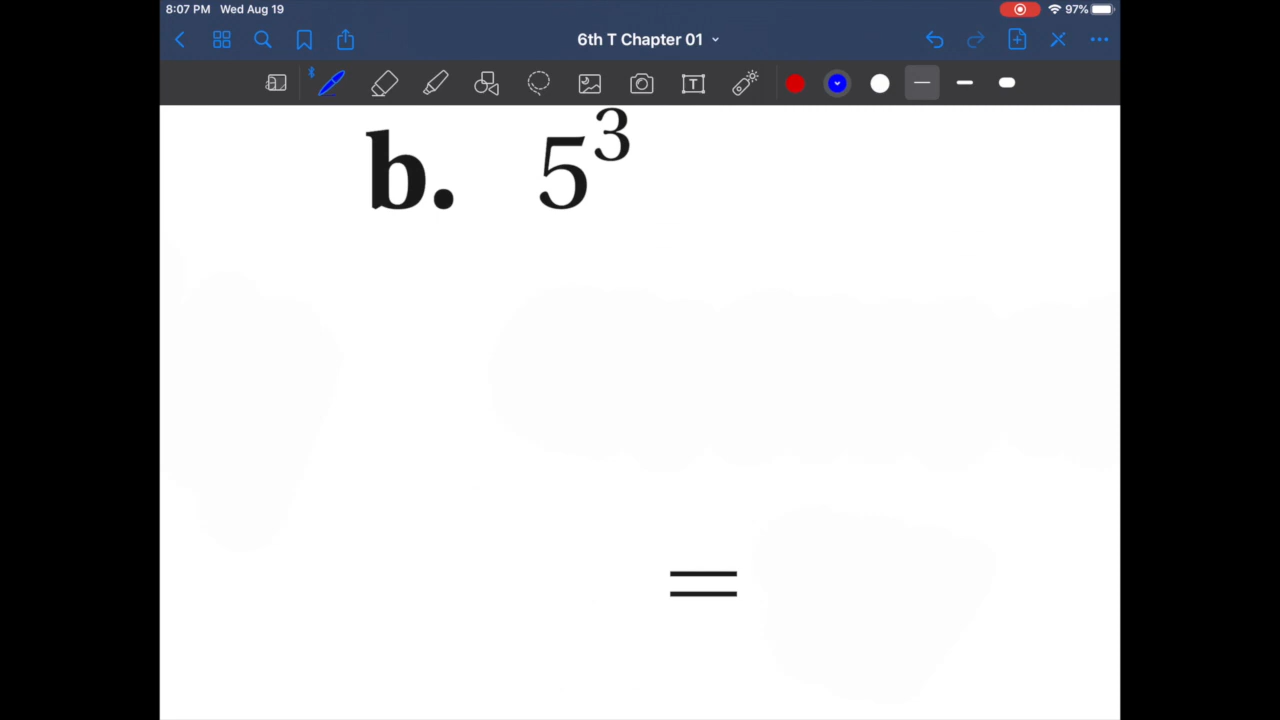 8:07 PM Wed Aug 19
97%
6th T Chapter 01
T
b. 5³
=